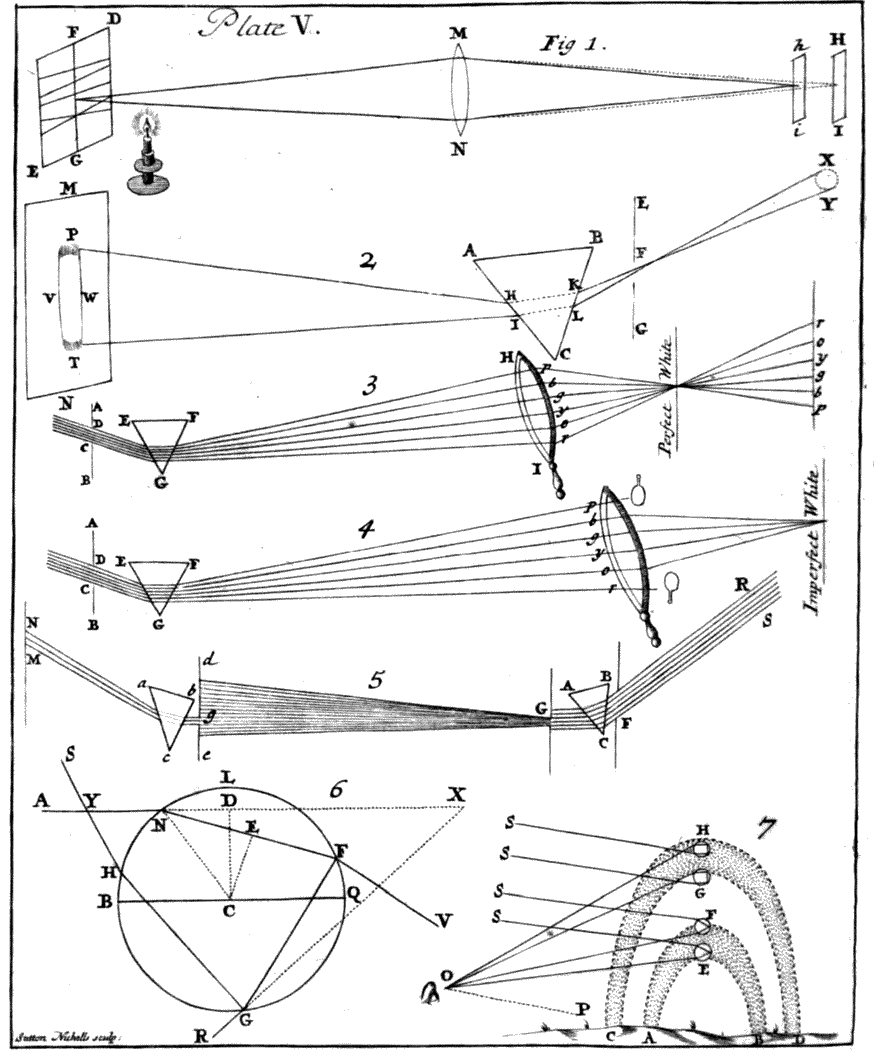 Plate V.
Fig 1.
D
F
E
G
M
N
h
H
i
I
2
M
P
V W
T
N
A
B
H
K
I
L
C
E
F
G
X
Y
3
A
D
C
B
E F
G
H
I
p
b
g
y
o
r
Perfect White
r
o
y
g
b
p
4
A
D
C
B
E F
G
p
b
g
y
o
r
Imperfect White
5
N
M
a
b
c
d
g
e
G
A
B
C
F
R
S
6
S
A Y
N
L
D
E
X
H
F
B
C
Q
V
G
R
7
S
S
S
S
H
G
F
E
O
P
C A B D
Sutton Nicholls sculp: